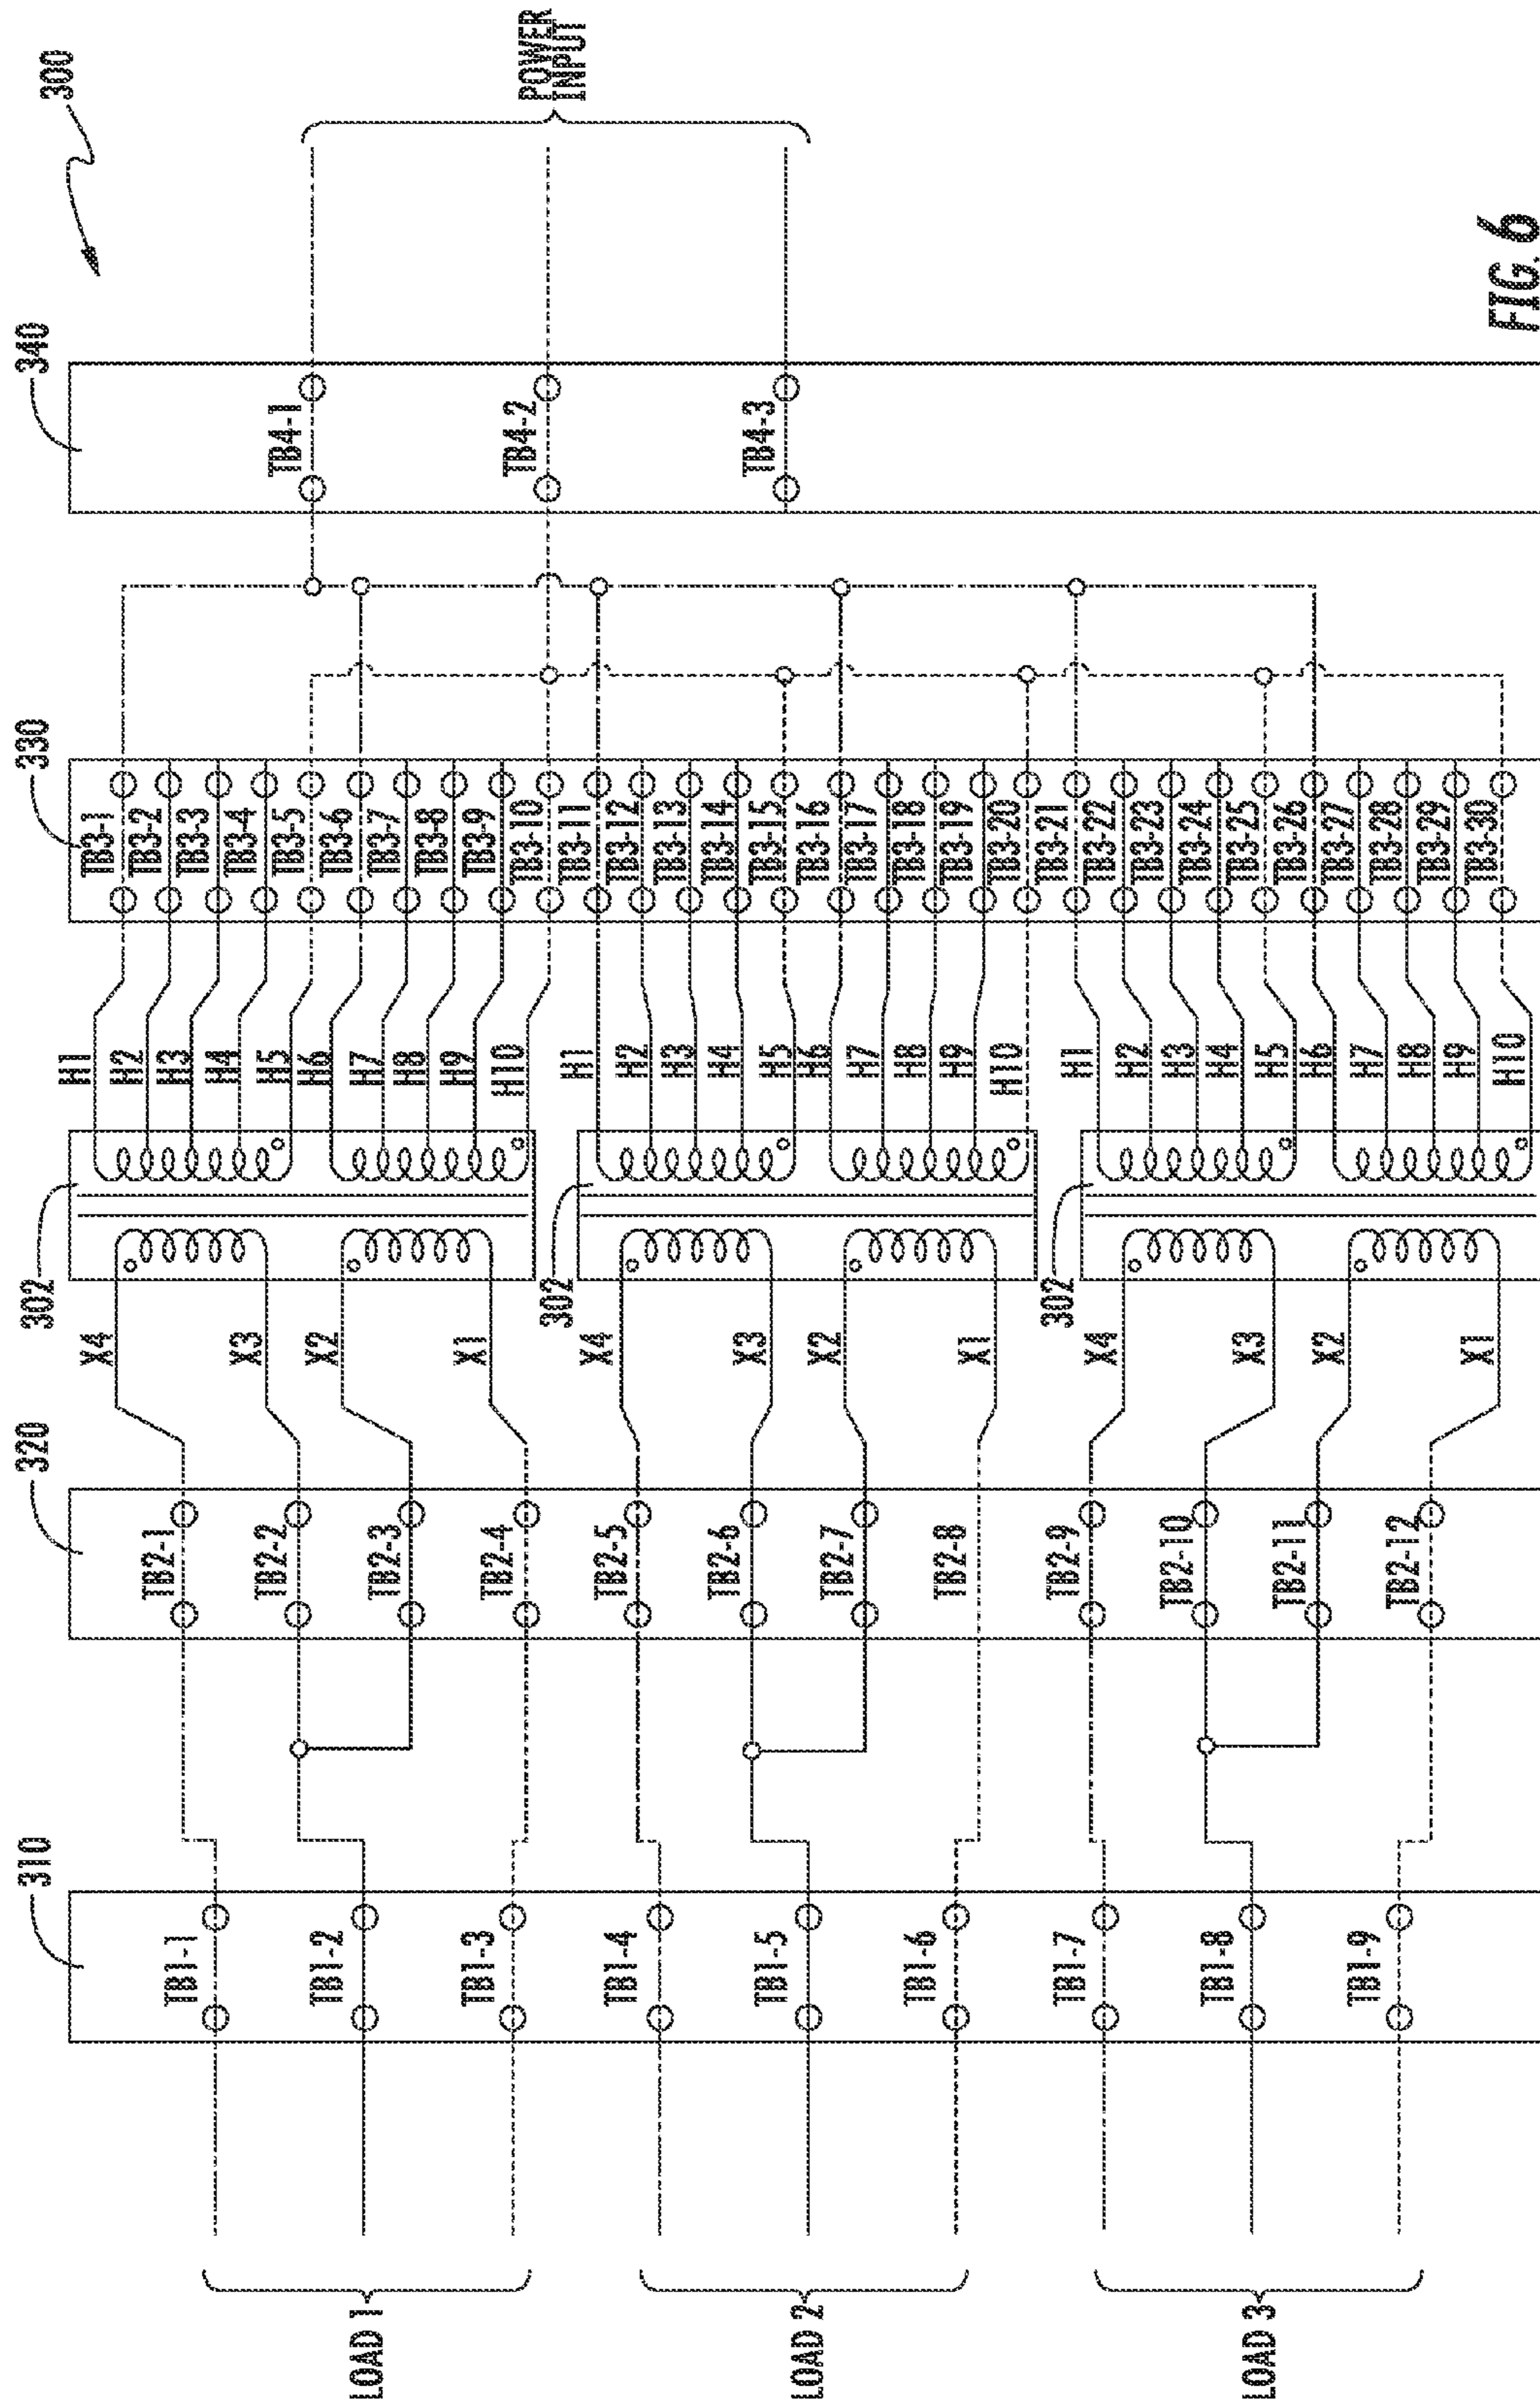 300
340
330
320
310
POWER
INPUT
TB4-1
TB4-2
TB4-3
TB3-1
TB3-2
TB3-3
TB3-4
TB3-5
TB3-6
TB3-7
TB3-8
TB3-9
TB3-10
TB3-11
TB3-12
TB3-13
TB3-14
TB3-15
TB3-16
TB3-17
TB3-18
TB3-19
TB3-20
TB3-21
TB3-22
TB3-23
TB3-24
TB3-25
TB3-26
TB3-27
TB3-28
TB3-29
TB3-30
H1
H2
H3
H4
H5
H6
H7
H8
H9
H10
H1
H2
H3
H4
H5
H6
H7
H8
H9
H10
H1
H2
H3
H4
H5
H6
H7
H8
H9
H10
302
302
302
X4
X3
X2
X1
X4
X3
X2
X1
X4
X3
X2
X1
TB2-1
TB2-2
TB2-3
TB2-4
TB2-5
TB2-6
TB2-7
TB2-8
TB2-9
TB2-10
TB2-11
TB2-12
TB1-1
TB1-2
TB1-3
TB1-4
TB1-5
TB1-6
TB1-7
TB1-8
TB1-9
LOAD 1
LOAD 2
LOAD 3
FIG. 6